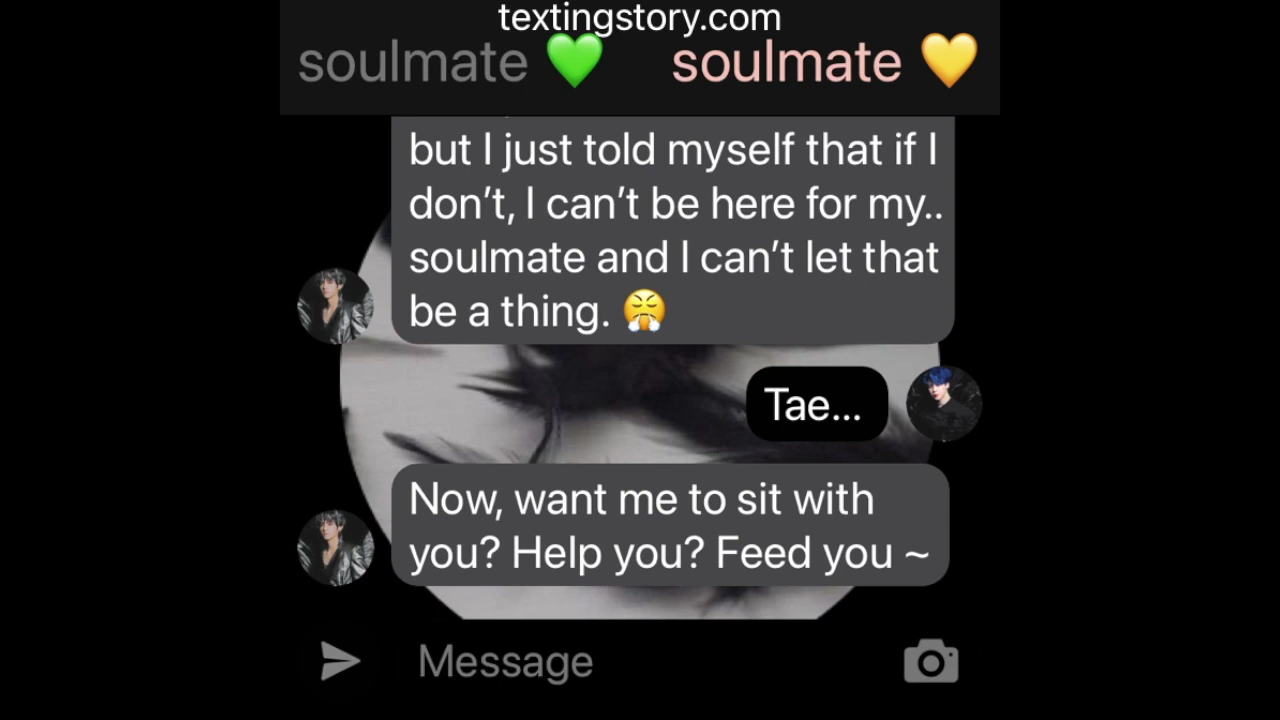 textingstory.com
soulmate 💚 soulmate 💛
but I just told myself that if I
don’t, I can’t be here for my..
soulmate and I can’t let that
be a thing. 😤
Tae...
Now, want me to sit with
you? Help you? Feed you ~
Message